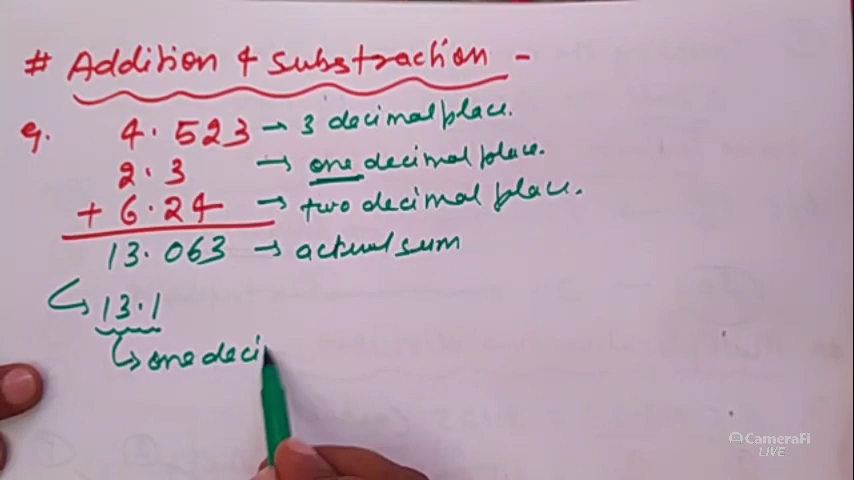 # Addition & Substraction -
eg. 4.523 → 3 decimal place.
2.3 → one decimal place.
+ 6.24 → two decimal place.
13.063 → actual sum
↪ 13.1
↪ one deci
CameraFi
LIVE